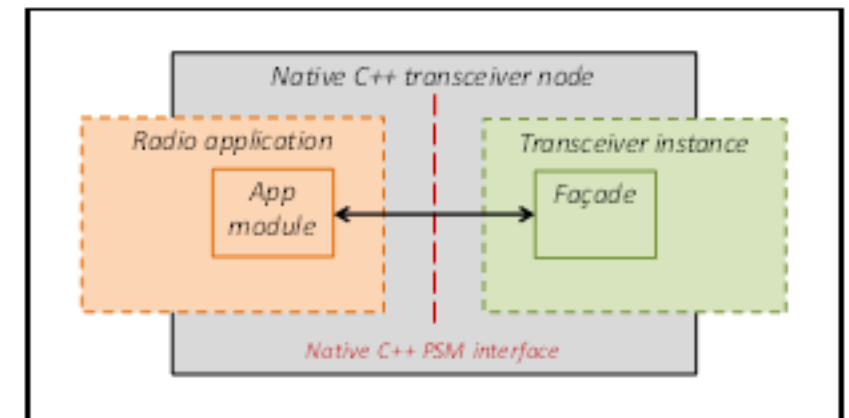 Native C++ transceiver node
Radio application
Transceiver instance
App
module
Façade
Native C++ PSM interface